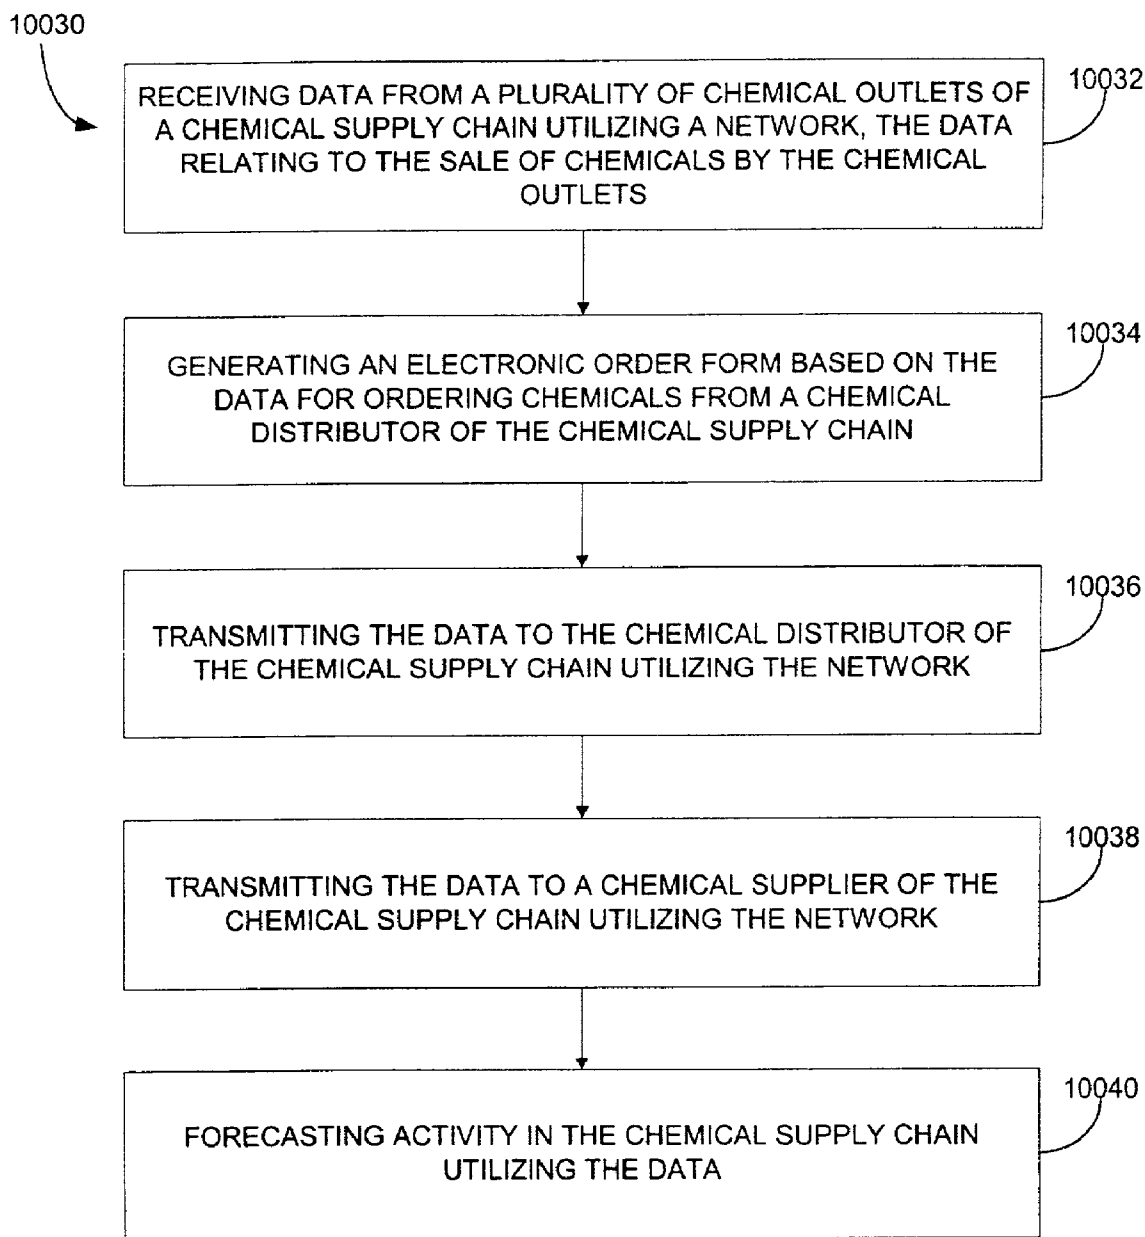 10030
RECEIVING DATA FROM A PLURALITY OF CHEMICAL OUTLETS OF
A CHEMICAL SUPPLY CHAIN UTILIZING A NETWORK, THE DATA
RELATING TO THE SALE OF CHEMICALS BY THE CHEMICAL
OUTLETS
10032
GENERATING AN ELECTRONIC ORDER FORM BASED ON THE
DATA FOR ORDERING CHEMICALS FROM A CHEMICAL
DISTRIBUTOR OF THE CHEMICAL SUPPLY CHAIN
10034
TRANSMITTING THE DATA TO THE CHEMICAL DISTRIBUTOR OF
THE CHEMICAL SUPPLY CHAIN UTILIZING THE NETWORK
10036
TRANSMITTING THE DATA TO A CHEMICAL SUPPLIER OF THE
CHEMICAL SUPPLY CHAIN UTILIZING THE NETWORK
10038
FORECASTING ACTIVITY IN THE CHEMICAL SUPPLY CHAIN
UTILIZING THE DATA
10040